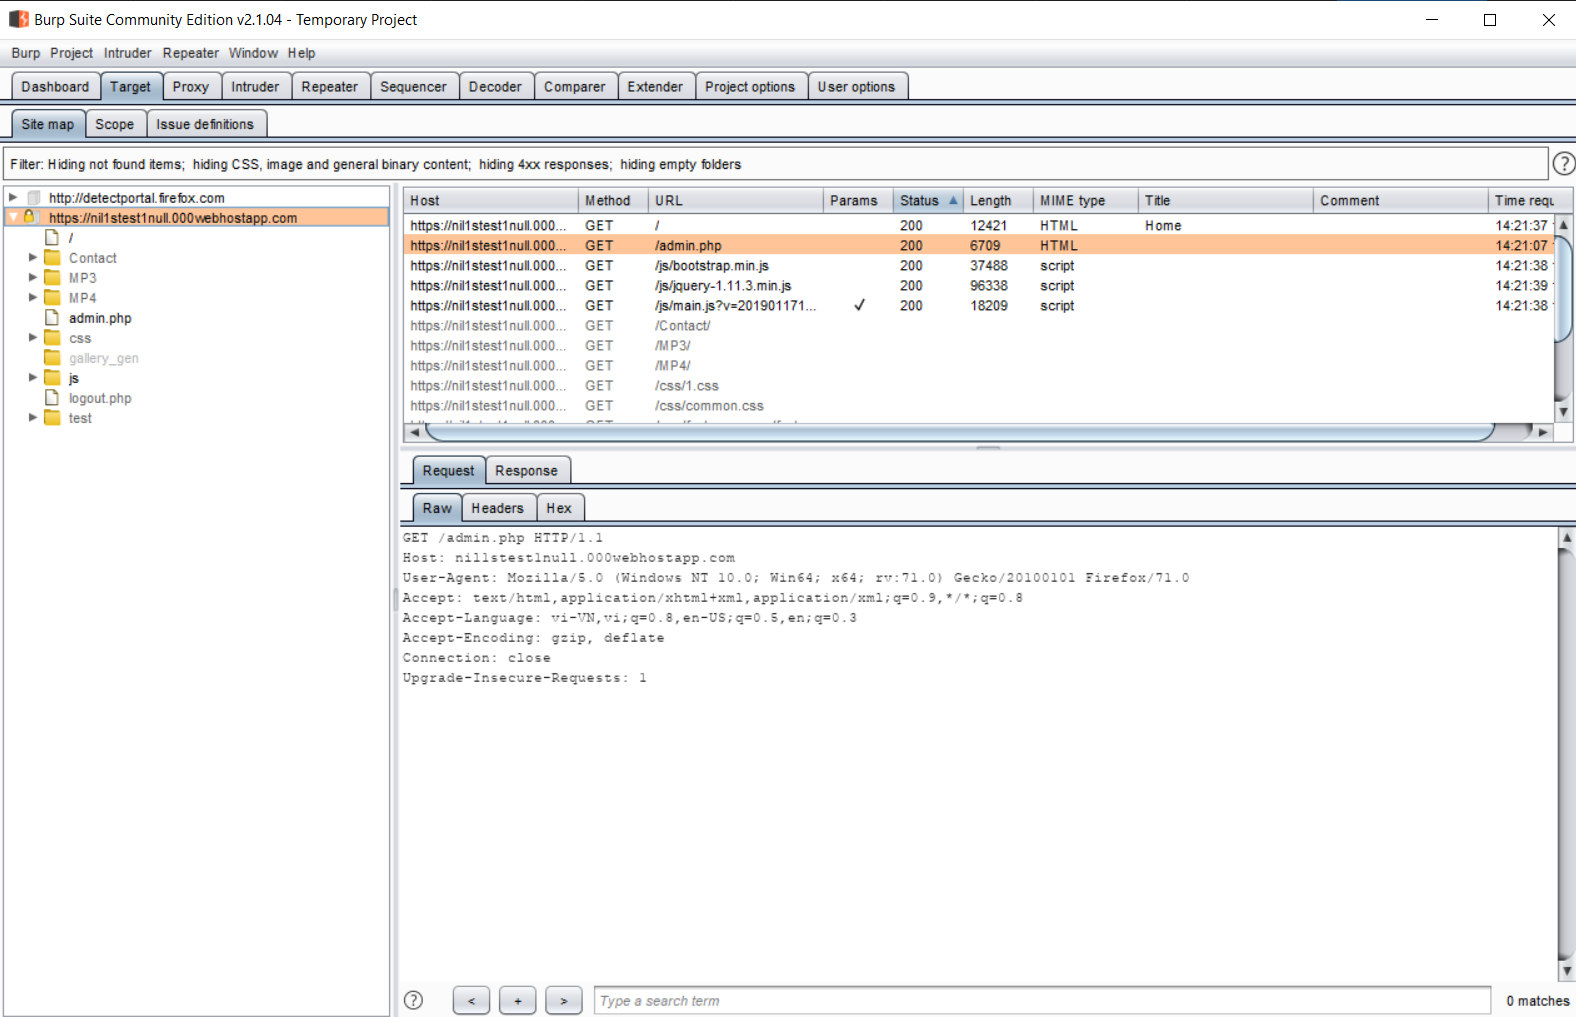 Burp Suite Community Edition v2.1.04 - Temporary Project
Burp Project Intruder Repeater Window Help
Dashboard Target Proxy Intruder Repeater Sequencer Decoder Comparer Extender Project options User options
Site map Scope Issue definitions
Filter: Hiding not found items; hiding CSS, image and general binary content; hiding 4xx responses; hiding empty folders
?
http://detectportal.firefox.com
https://nil1stest1null.000webhostapp.com
/
Contact
MP3
MP4
admin.php
css
gallery_gen
js
logout.php
test
Host Method URL Params Status Length MIME type Title Comment Time requ
https://nil1stest1null.000... GET / 200 12421 HTML Home 14:21:37
https://nil1stest1null.000... GET /admin.php 200 6709 HTML 14:21:07
https://nil1stest1null.000... GET /js/bootstrap.min.js 200 37488 script 14:21:38
https://nil1stest1null.000... GET /js/jquery-1.11.3.min.js 200 96338 script 14:21:39
https://nil1stest1null.000... GET /js/main.js?v=201901171... ✓ 200 18209 script 14:21:38
https://nil1stest1null.000... GET /Contact/
https://nil1stest1null.000... GET /MP3/
https://nil1stest1null.000... GET /MP4/
https://nil1stest1null.000... GET /css/1.css
https://nil1stest1null.000... GET /css/common.css
Request Response
Raw Headers Hex
GET /admin.php HTTP/1.1
Host: nil1stest1null.000webhostapp.com
User-Agent: Mozilla/5.0 (Windows NT 10.0; Win64; x64; rv:71.0) Gecko/20100101 Firefox/71.0
Accept: text/html,application/xhtml+xml,application/xml;q=0.9,*/*;q=0.8
Accept-Language: vi-VN,vi;q=0.8,en-US;q=0.5,en;q=0.3
Accept-Encoding: gzip, deflate
Connection: close
Upgrade-Insecure-Requests: 1
? < + > Type a search term 0 matches